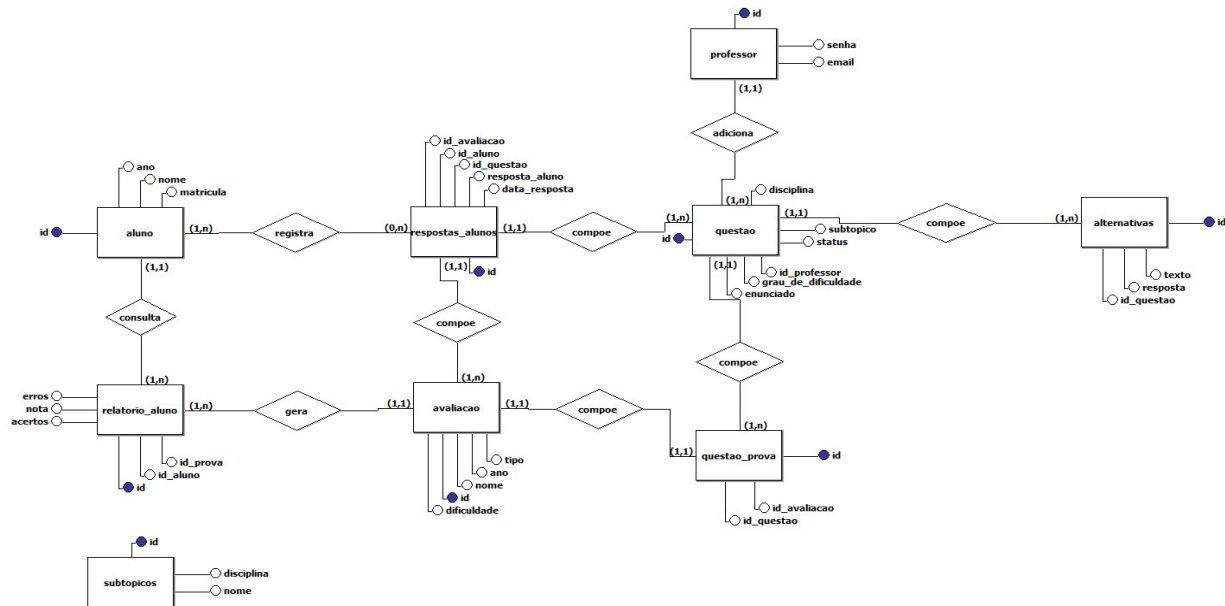 id
professor
senha
email
(1,1)
adiciona
id_avaliacao
id_aluno
id_questao
resposta_aluno
data_resposta
ano
nome
matricula
disciplina
(1,n)
id
aluno
(1,n)
registra
(0,n)
respostas_alunos
(1,1)
compoe
(1,n)
id
questao
(1,1)
subtopico
status
compoe
(1,n)
alternativas
id
(1,1)
(1,1)
id
(1,1)
id_professor
grau_de_dificuldade
enunciado
texto
resposta
id_questao
consulta
compoe
compoe
(1,n)
(1,n)
erros
nota
acertos
relatorio_aluno
(1,n)
gera
(1,1)
avaliacao
(1,1)
compoe
(1,n)
(1,1)
questao_prova
id
id_prova
id_aluno
id
tipo
ano
nome
id
dificuldade
id_avaliacao
id_questao
id
subtopicos
disciplina
nome